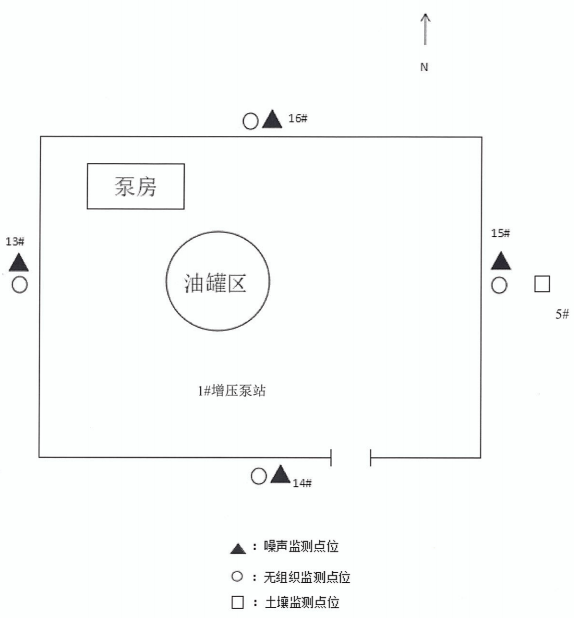 N
16#
泵房
13#
15#
油罐区
5#
1#增压泵站
14#
：噪声监测点位
：无组织监测点位
：土壤监测点位